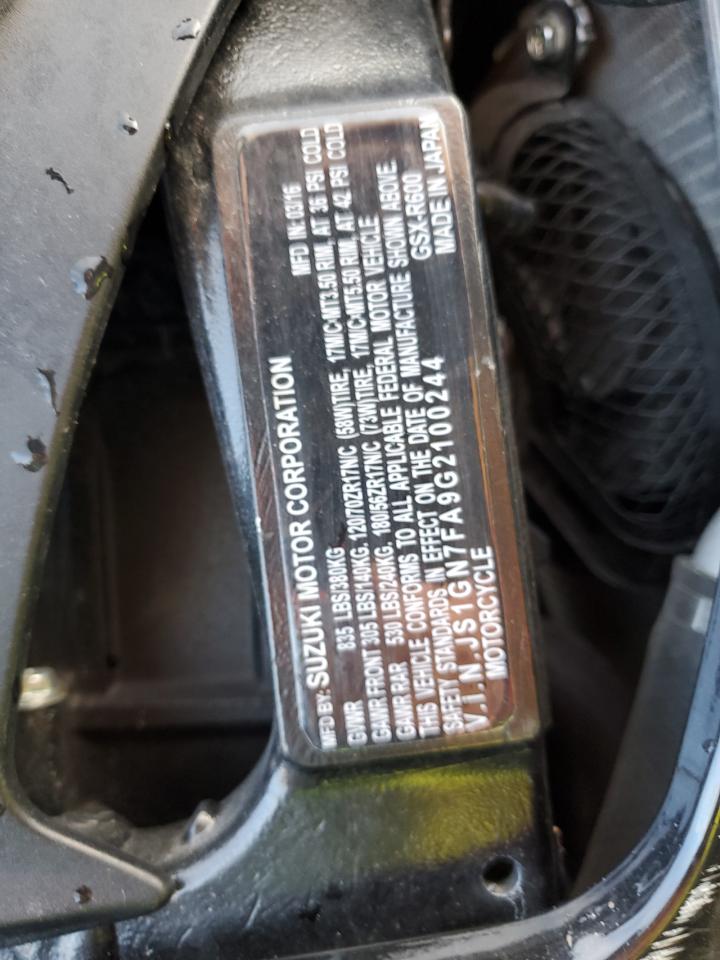 MFD BY: SUZUKI MOTOR CORPORATION MFD IN: 03/16
GVWR 835 LBS/380KG
GAWR FRONT 305 LBS/140KG. 120/70ZR17M/C (58W)TIRE, 17M/C×MT3.50 RIM, AT 36 PSI COLD
GAWR RAR 530 LBS/240KG. 180/56ZR17M/C (73W)TIRE, 17M/C×MT5.50 RIM, AT 42 PSI COLD
THIS VEHICLE CONFORMS TO ALL APPLICABLE FEDERAL MOTOR VEHICLE
SAFETY STANDARDS IN EFFECT ON THE DATE OF MANUFACTURE SHOWN ABOVE.
V.I.N.JS1GN7FA9G2100244 GSX-R600
MOTORCYCLE MADE IN JAPAN